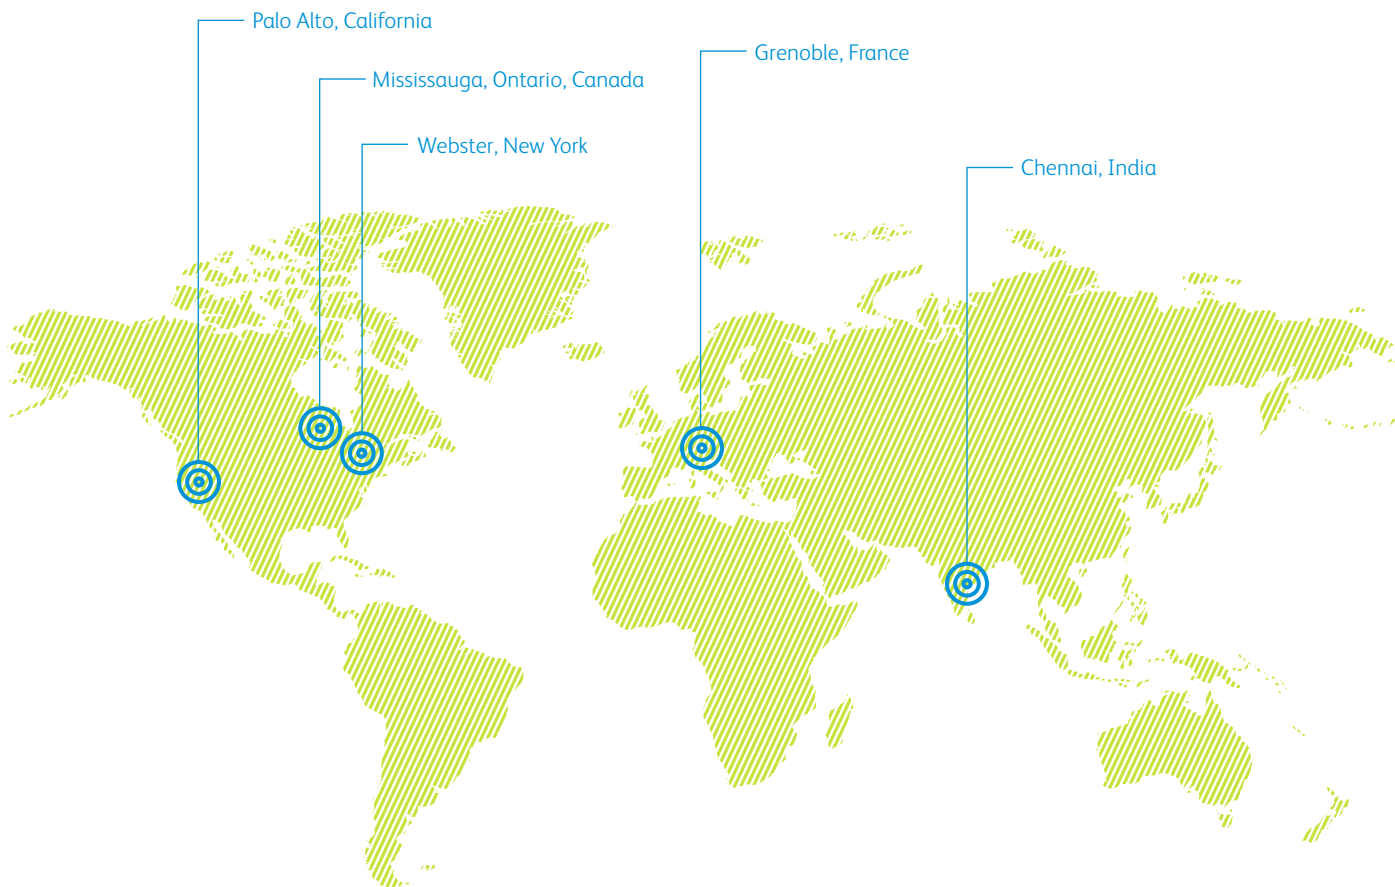 Palo Alto, California
Grenoble, France
Mississauga, Ontario, Canada
Webster, New York
Chennai, India